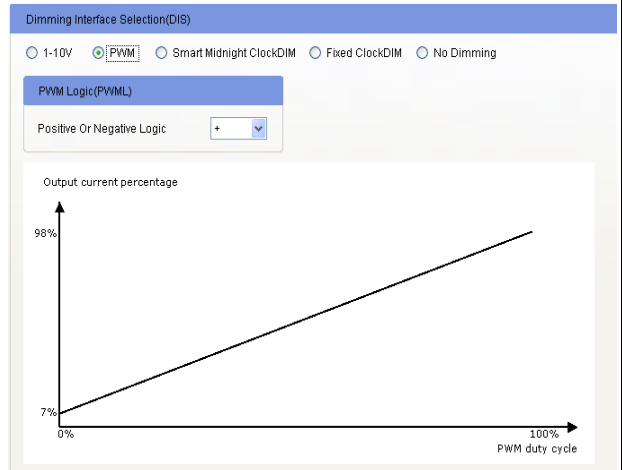 Dimming Interface Selection(DIS)
1-10V PWM Smart Midnight ClockDIM Fixed ClockDIM No Dimming
PWM Logic(PWML)
Positive Or Negative Logic +
Output current percentage
98%
7%
0% 100%
PWM duty cycle